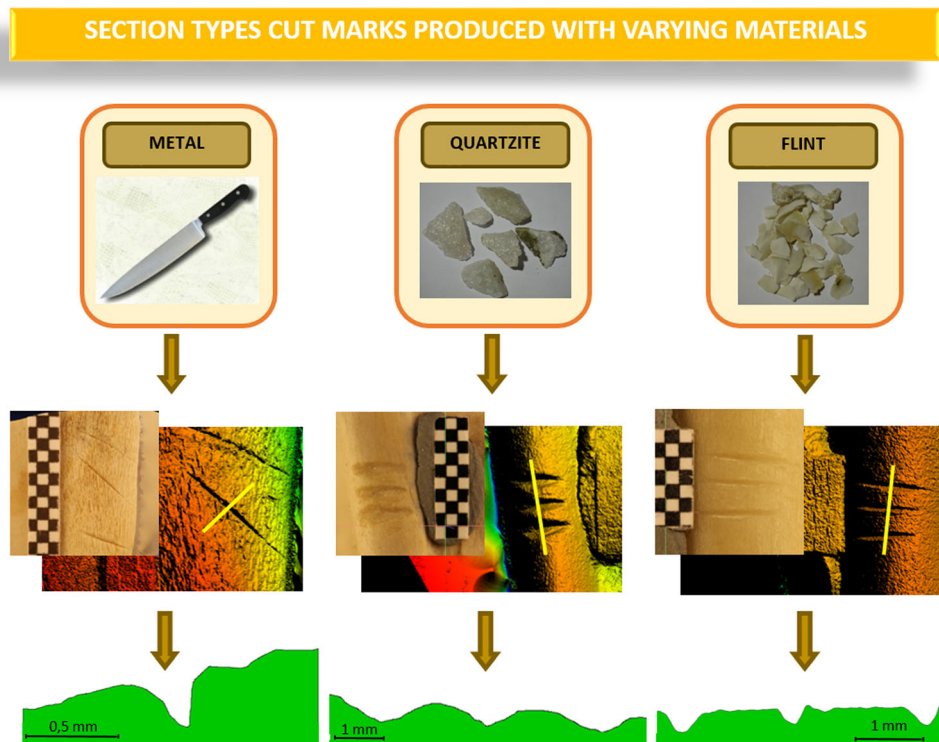 SECTION TYPES CUT MARKS PRODUCED WITH VARYING MATERIALS
METAL
QUARTZITE
FLINT
0,5 mm
1 mm
1 mm